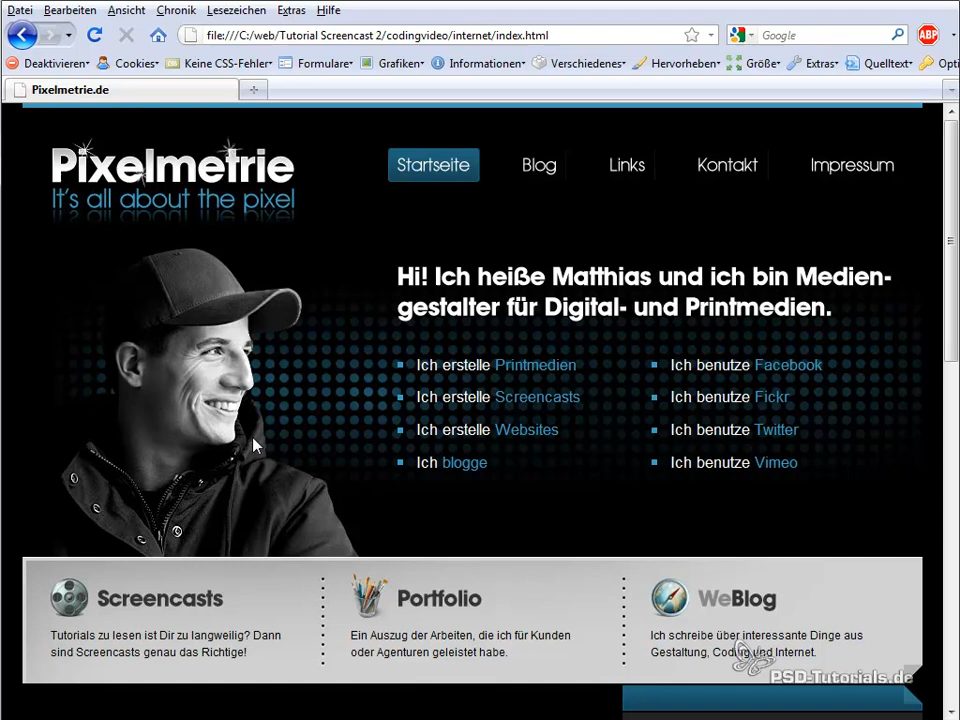 Datei Bearbeiten Ansicht Chronik Lesezeichen Extras Hilfe
file:///C:/web/Tutorial Screencast 2/codingvideo/internet/index.html
Google
ABP
Deaktivieren Cookies Keine CSS-Fehler Formulare Grafiken Informationen Verschiedenes Hervorheben Größe Extras Quelltext Opti
Pixelmetrie.de
Pixelmetrie
It's all about the pixel
Startseite Blog Links Kontakt Impressum
Hi! Ich heiße Matthias und ich bin Medien-
gestalter für Digital- und Printmedien.
Ich erstelle Printmedien
Ich erstelle Screencasts
Ich erstelle Websites
Ich blogge
Ich benutze Facebook
Ich benutze Fickr
Ich benutze Twitter
Ich benutze Vimeo
Screencasts
Tutorials zu lesen ist Dir zu langweilig? Dann
sind Screencasts genau das Richtige!
Portfolio
Ein Auszug der Arbeiten, die ich für Kunden
oder Agenturen geleistet habe.
WeBlog
Ich schreibe über interessante Dinge aus
Gestaltung, Coding und Internet.
PSD-Tutorials.de